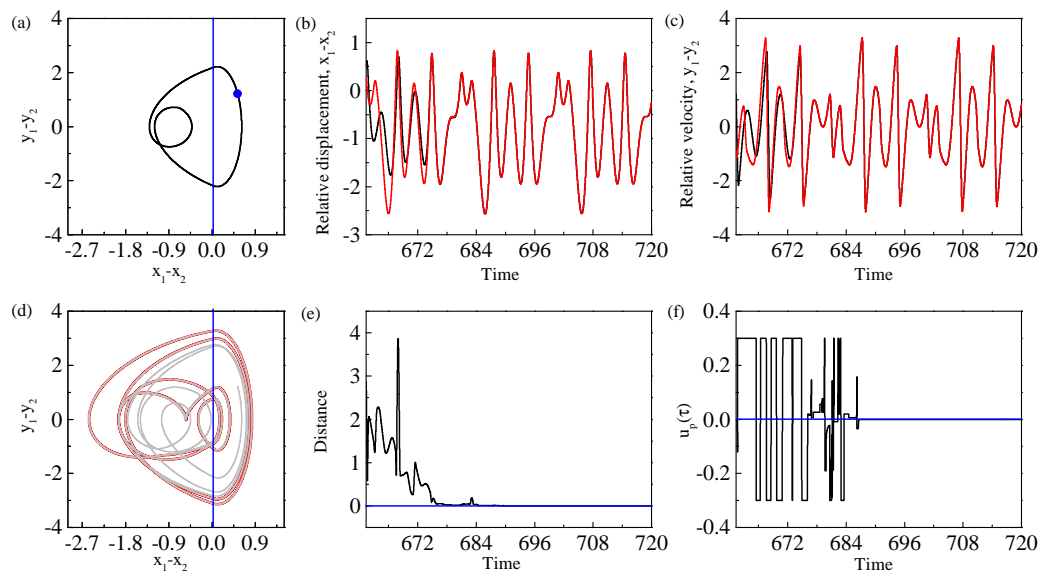 (a)
4
2
0
-2
4
y₁-y₂
-2.7 -1.8 -0.9 0.0 0.9
x₁-x₂
(b)
1
0
-1
-2
-3
Relative displacement, x₁-x₂
672 684 696 708 720
Time
(c)
4
2
0
-2
4
Relative velocity, y₁-y₂
672 684 696 708 720
Time
(d)
4
2
0
-2
4
y₁-y₂
-2.7 -1.8 -0.9 0.0 0.9
x₁-x₂
(e)
4
3
2
1
0
Distance
672 684 696 708 720
Time
(f)
0.4
0.2
0.0
-0.2
-0.4
uₚ(τ)
672 684 696 708 720
Time